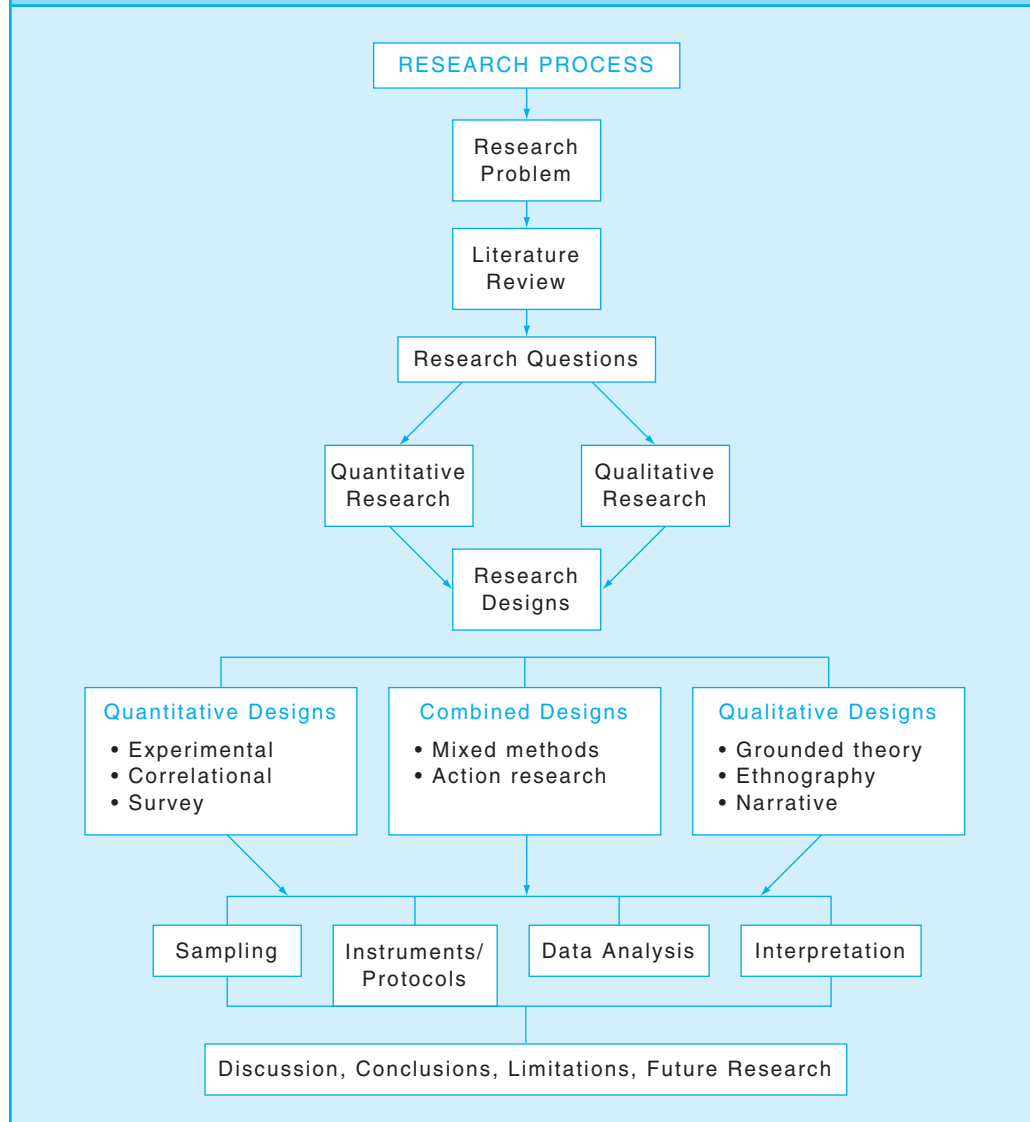 RESEARCH PROCESS
Research
Problem
Literature
Review
Research Questions
Quantitative
Research
Qualitative
Research
Research
Designs
Quantitative Designs
• Experimental
• Correlational
• Survey
Combined Designs
• Mixed methods
• Action research
Qualitative Designs
• Grounded theory
• Ethnography
• Narrative
Sampling
Instruments/
Protocols
Data Analysis
Interpretation
Discussion, Conclusions, Limitations, Future Research